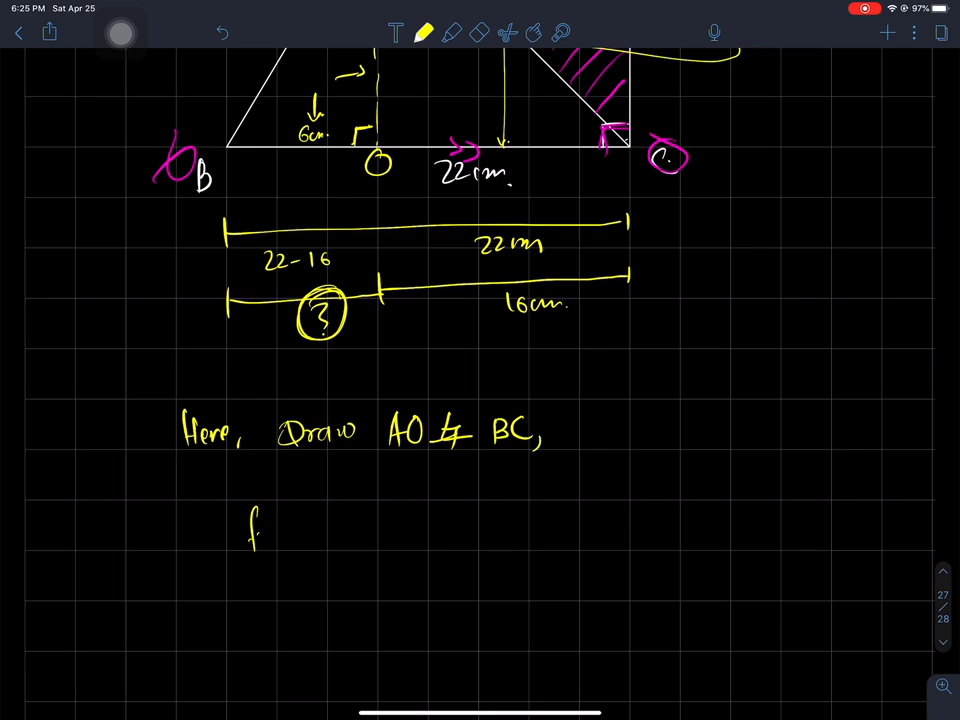 6:25 PM Sat Apr 25
97%
6cm.
O
B
22cm.
C
22-16
22cm
?
16cm.
Here, Draw AO ⊥ BC,
27
/
28